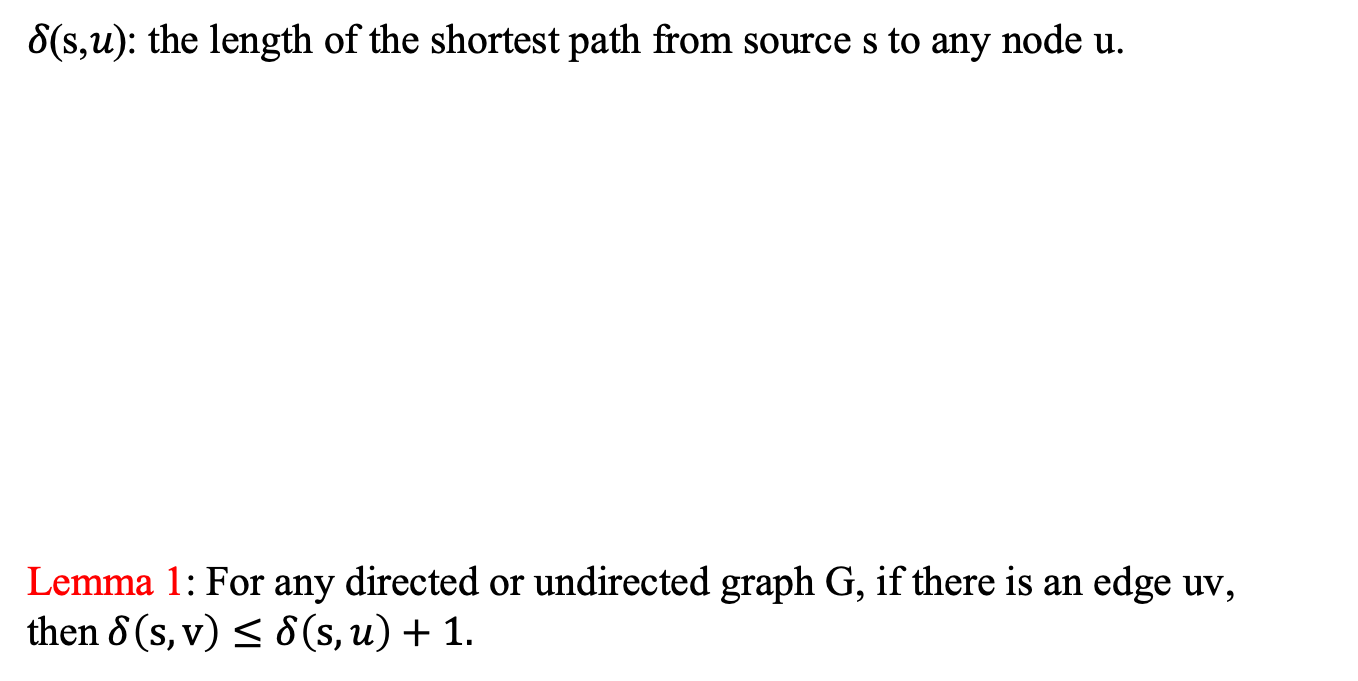 δ(s,u): the length of the shortest path from source s to any node u.
Lemma 1: For any directed or undirected graph G, if there is an edge uv,
then δ(s, v) ≤ δ(s, u) + 1.